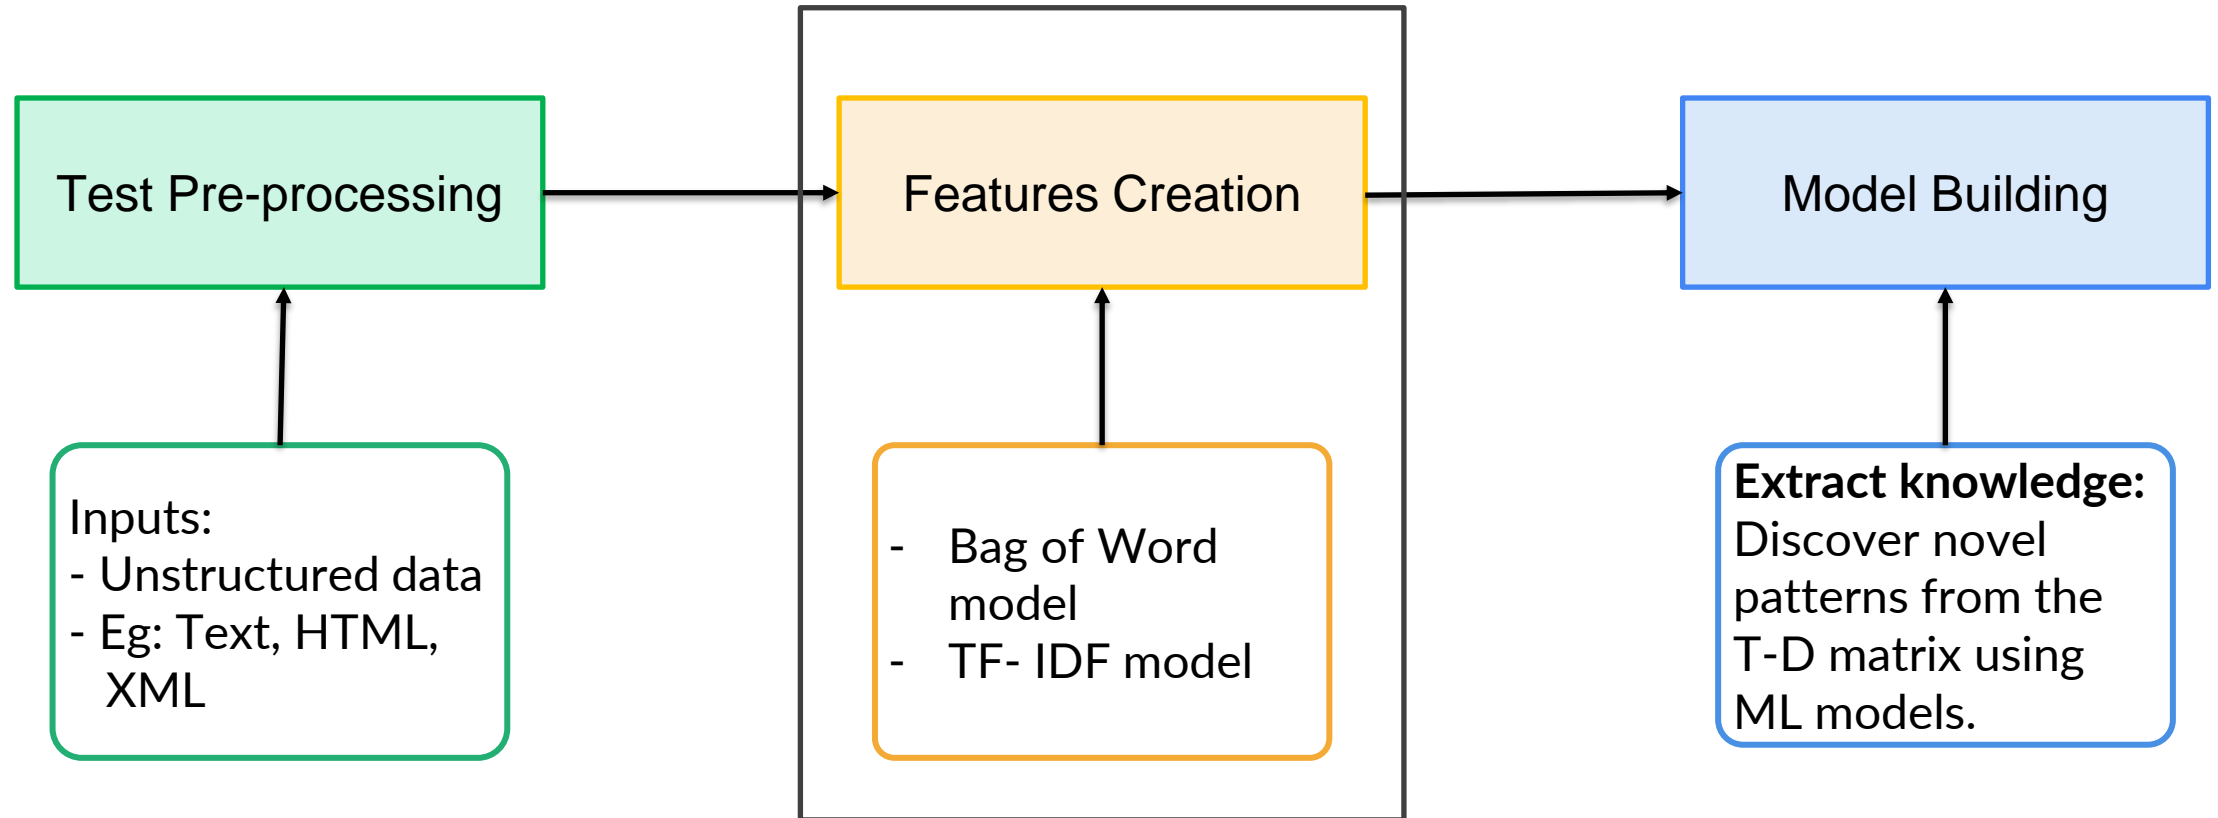 Test Pre-processing
Features Creation
Model Building
Inputs:
- Unstructured data
- Eg: Text, HTML,
XML
- Bag of Word
model
- TF- IDF model
Extract knowledge:
Discover novel
patterns from the
T-D matrix using
ML models.